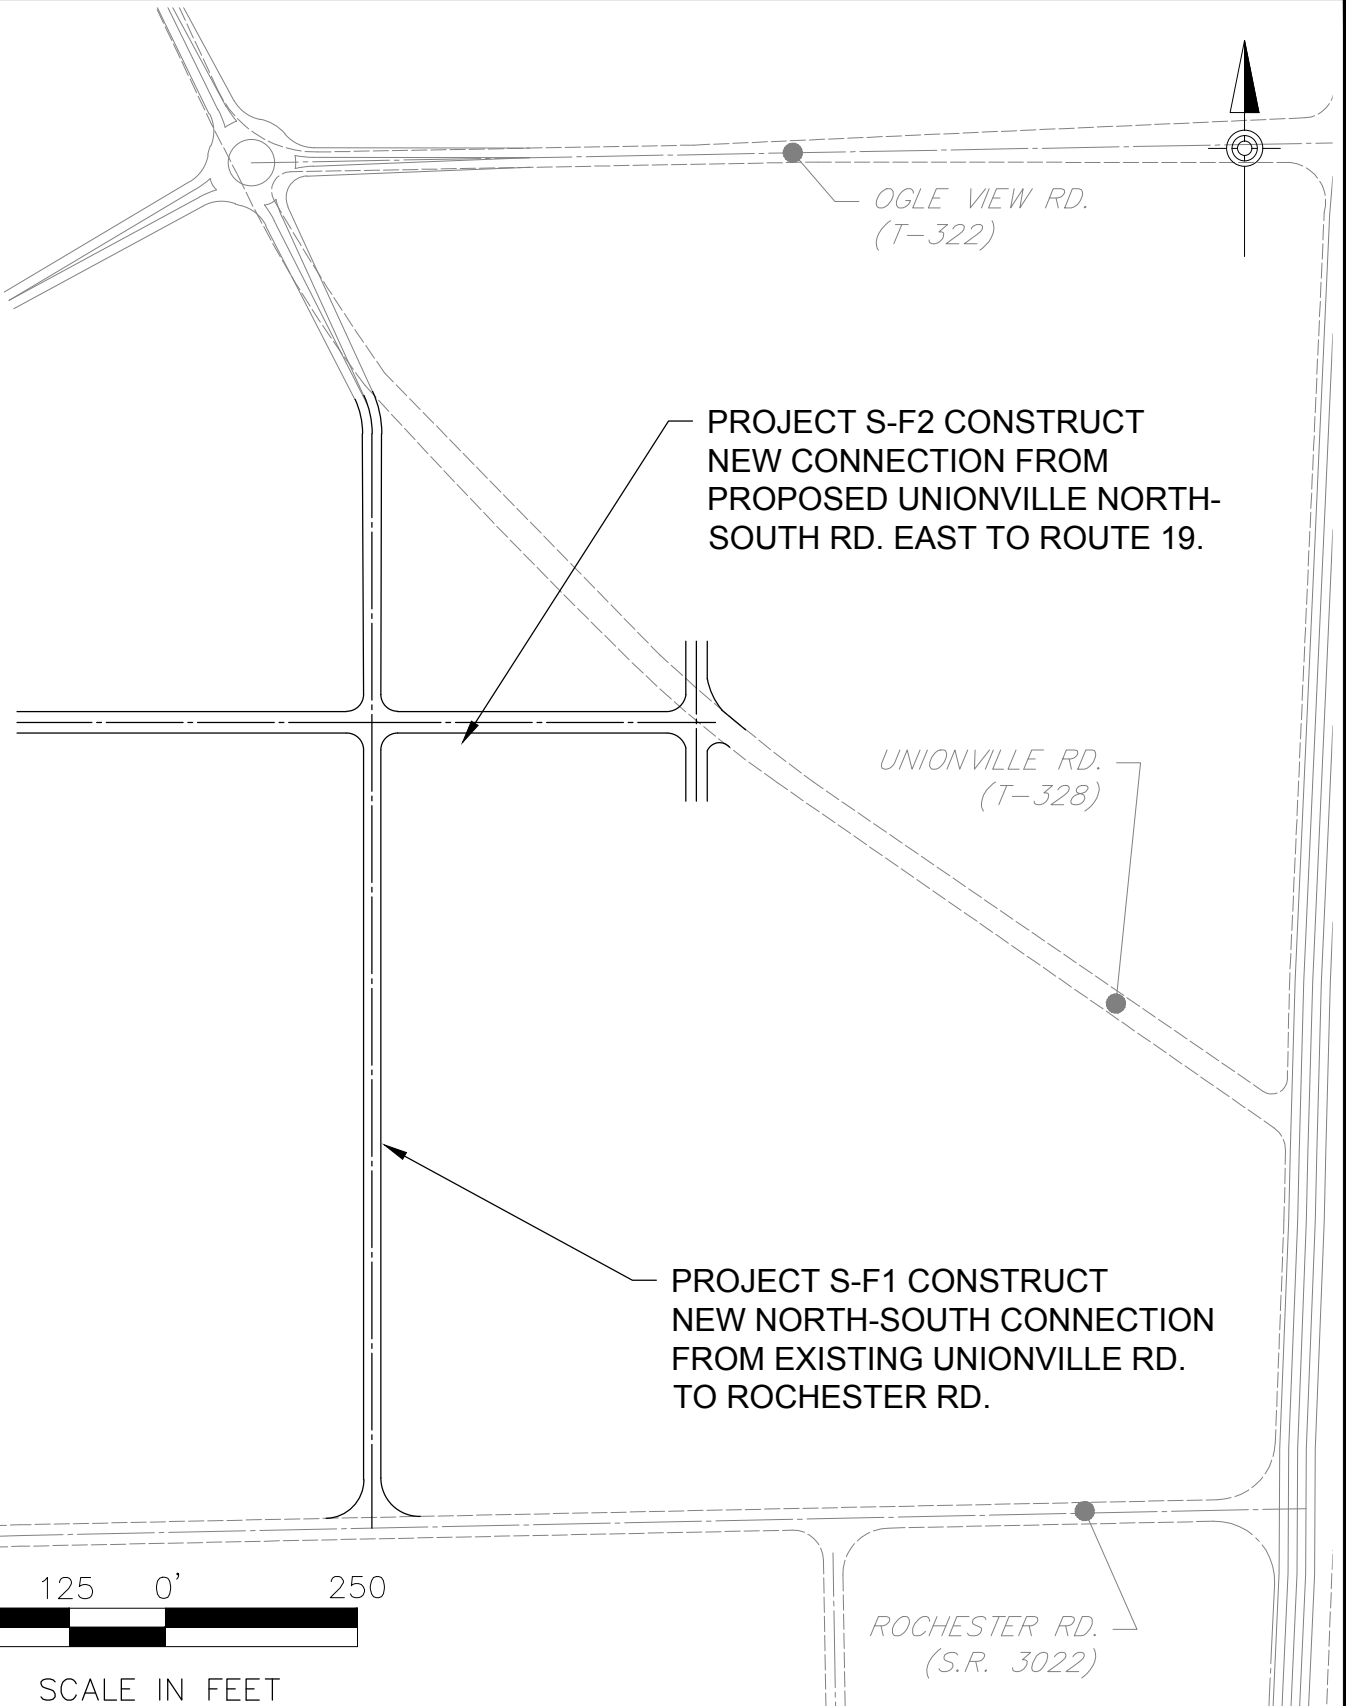 OGLE VIEW RD.
(T-322)
PROJECT S-F2 CONSTRUCT
NEW CONNECTION FROM
PROPOSED UNIONVILLE NORTH-
SOUTH RD. EAST TO ROUTE 19.
UNIONVILLE RD.
(T-328)
PROJECT S-F1 CONSTRUCT
NEW NORTH-SOUTH CONNECTION
FROM EXISTING UNIONVILLE RD.
TO ROCHESTER RD.
125 0' 250
SCALE IN FEET
ROCHESTER RD.
(S.R. 3022)